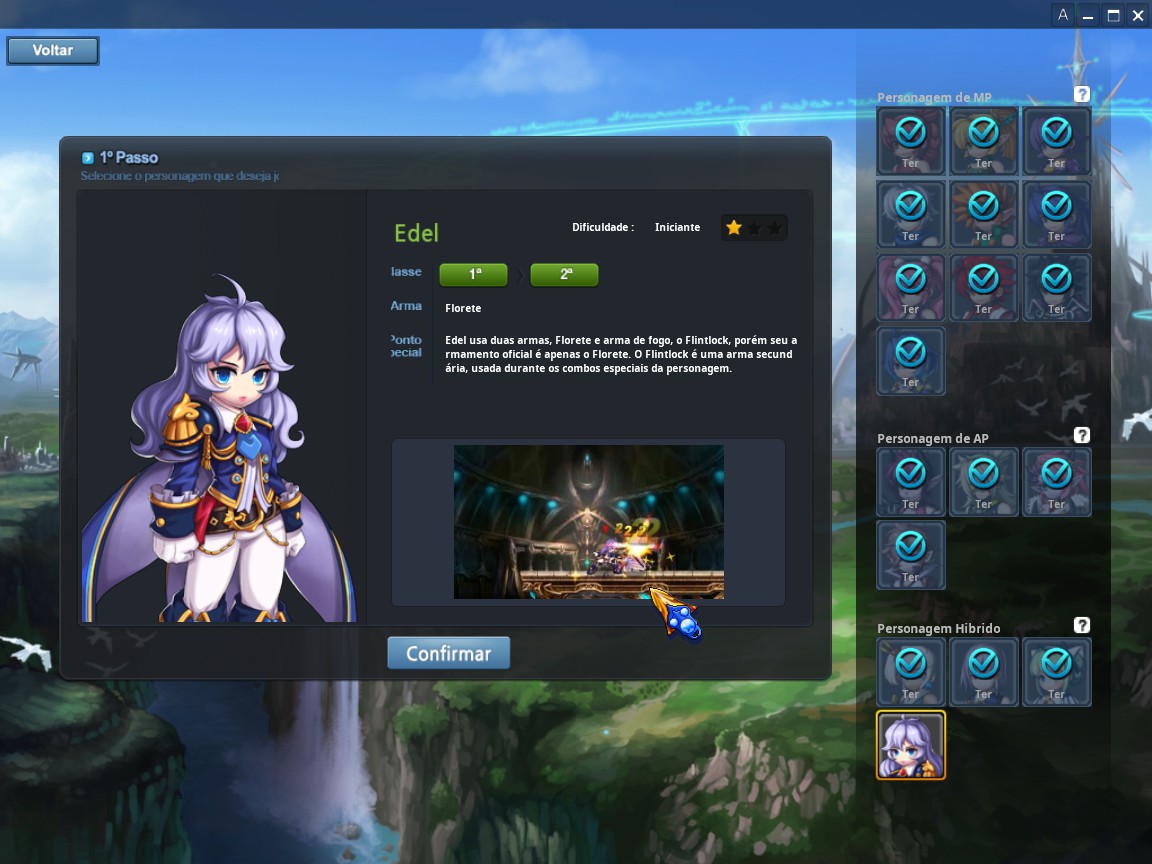 A
Voltar
1º Passo
Selecione o personagem que deseja jo
Edel
Dificuldade :
Iniciante
lasse
1ª
2ª
Arma
Florete
Ponto
pecial
Edel usa duas armas, Florete e arma de fogo, o Flintlock, porém seu a
rmamento oficial é apenas o Florete. O Flintlock é uma arma secund
ária, usada durante os combos especiais da personagem.
Confirmar
Personagem de MP
?
Ter
Ter
Ter
Ter
Ter
Ter
Ter
Ter
Ter
Ter
Personagem de AP
?
Ter
Ter
Ter
Ter
Personagem Hibrido
?
Ter
Ter
Ter